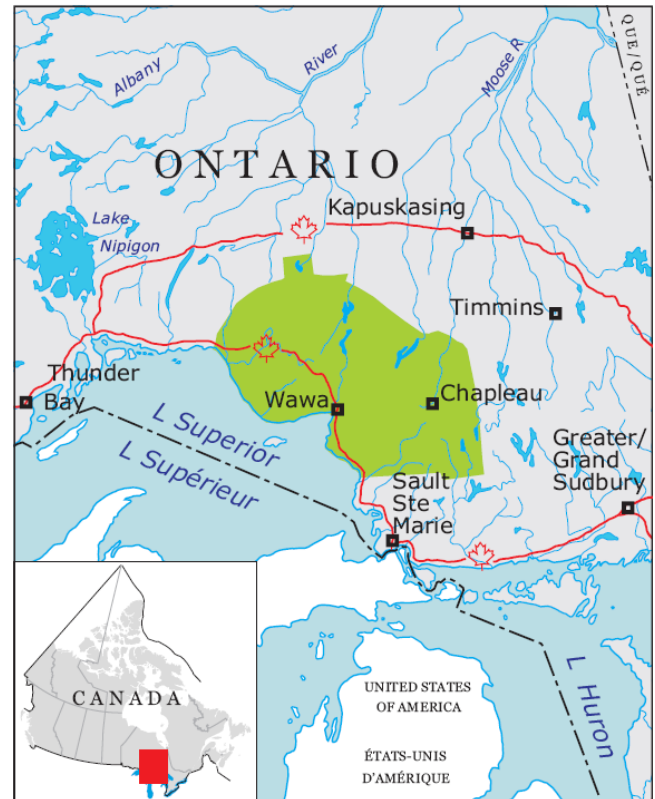 QUE/QUÉ
Albany
River
Moose R
ONTARIO
Kapuskasing
Lake
Nipigon
Timmins
Thunder
Bay
Wawa
Chapleau
L Superior
L Supérieur
Greater/
Grand
Sudbury
Sault
Ste
Marie
L Huron
CANADA
UNITED STATES
OF AMERICA
ÉTATS-UNIS
D'AMÉRIQUE